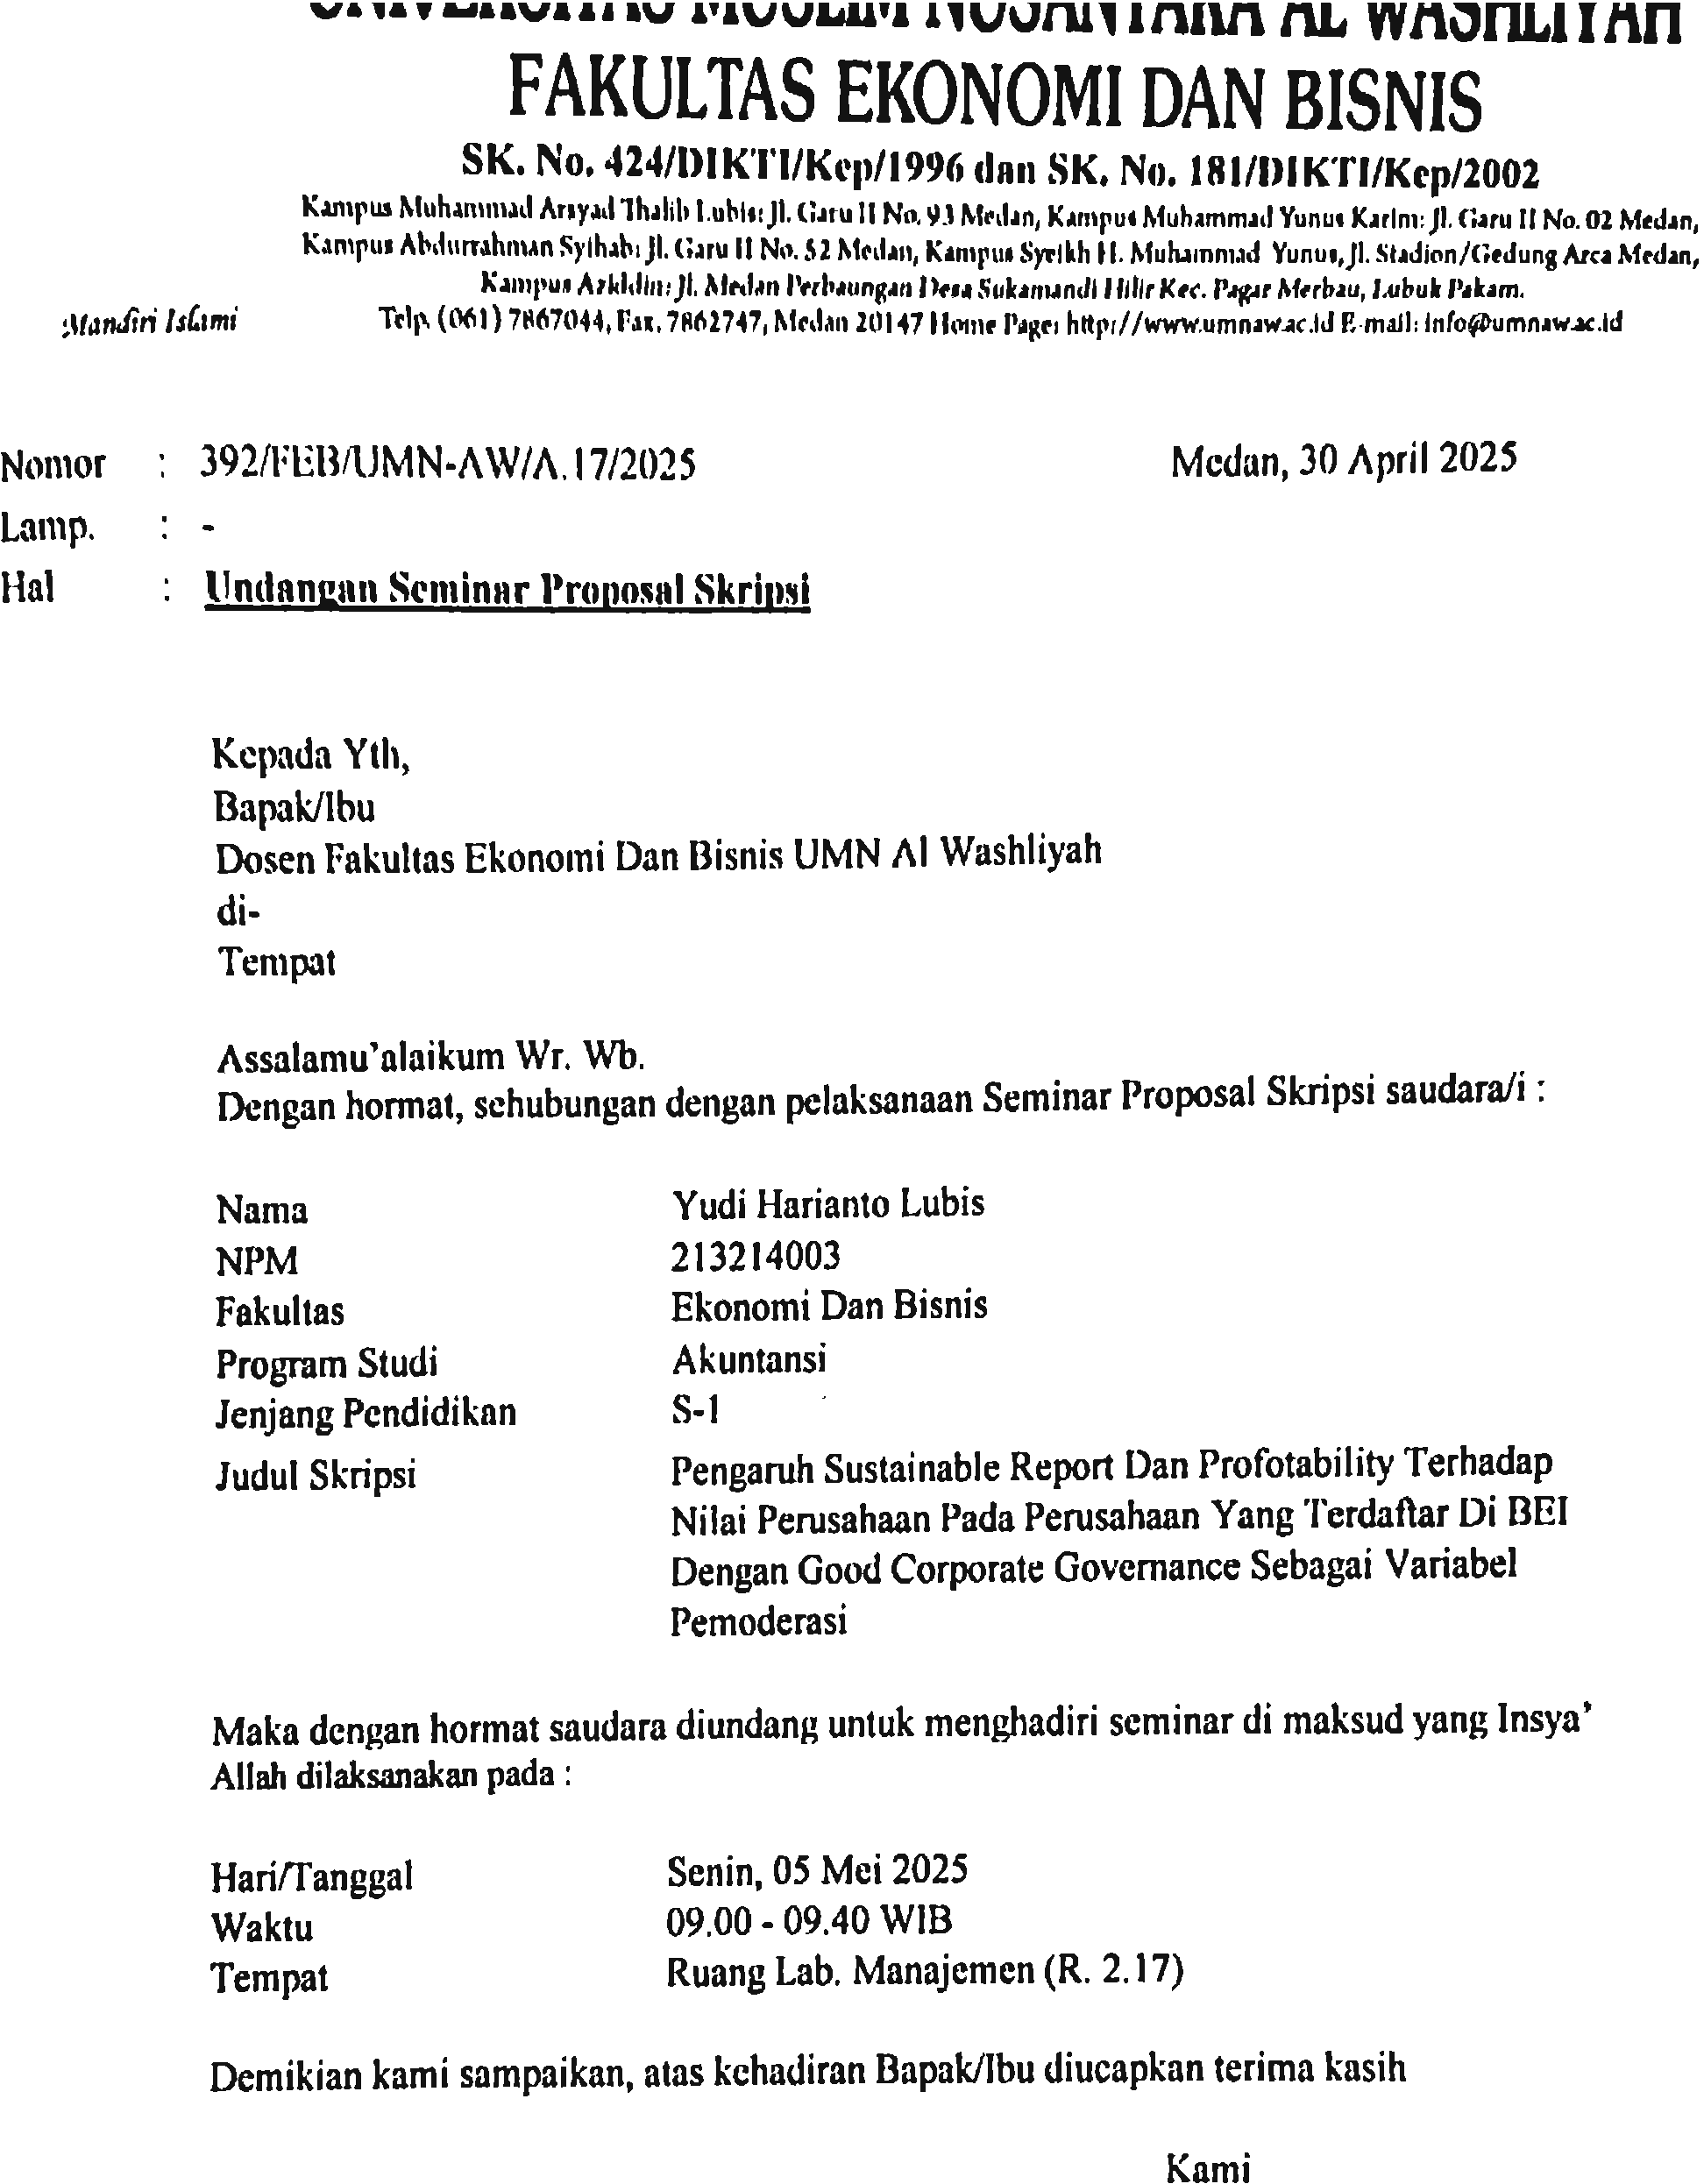 UNIVERSITAS MUSLIM NUSANTARA AL WASHLIYAH
FAKULTAS EKONOMI DAN BISNIS
SK. No. 424/DIKTI/Kep/1996 dan SK. No. 181/DIKTI/Kep/2002
Kampus Muhammad Arsyad Thalib Lubis: Jl. Garu II No. 93 Medan, Kampus Muhammad Yunus Karim: Jl. Garu II No. 02 Medan,
Kampus Abdurrahman Syihab: Jl. Garu II No. 52 Medan, Kampus Syeikh H. Muhammad Yunus, Jl. Stadion/Gedung Arca Medan,
Kampus Azkiddin: Jl. Medan Perbaungan Desa Sukamandi Hilir Kec. Pagar Merbau, Lubuk Pakam.
Mandiri Islami
Telp. (061) 7867044, Fax. 7862747, Medan 20147 Home Page: http://www.umnaw.ac.id E-mail: info@umnaw.ac.id
Nomor : 392/FEB/UMN-AW/A.17/2025
Medan, 30 April 2025
Lamp. : -
Hal : Undangan Seminar Proposal Skripsi
Kepada Yth,
Bapak/Ibu
Dosen Fakultas Ekonomi Dan Bisnis UMN Al Washliyah
di-
Tempat
Assalamu'alaikum Wr. Wb.
Dengan hormat, sehubungan dengan pelaksanaan Seminar Proposal Skripsi saudara/i :
Nama Yudi Harianto Lubis
NPM 213214003
Fakultas Ekonomi Dan Bisnis
Program Studi Akuntansi
Jenjang Pendidikan S-1
Judul Skripsi Pengaruh Sustainable Report Dan Profotability Terhadap
Nilai Perusahaan Pada Perusahaan Yang Terdaftar Di BEI
Dengan Good Corporate Governance Sebagai Variabel
Pemoderasi
Maka dengan hormat saudara diundang untuk menghadiri seminar di maksud yang Insya'
Allah dilaksanakan pada :
Hari/Tanggal Senin, 05 Mei 2025
Waktu 09.00 - 09.40 WIB
Tempat Ruang Lab. Manajemen (R. 2.17)
Demikian kami sampaikan, atas kehadiran Bapak/Ibu diucapkan terima kasih
Kami